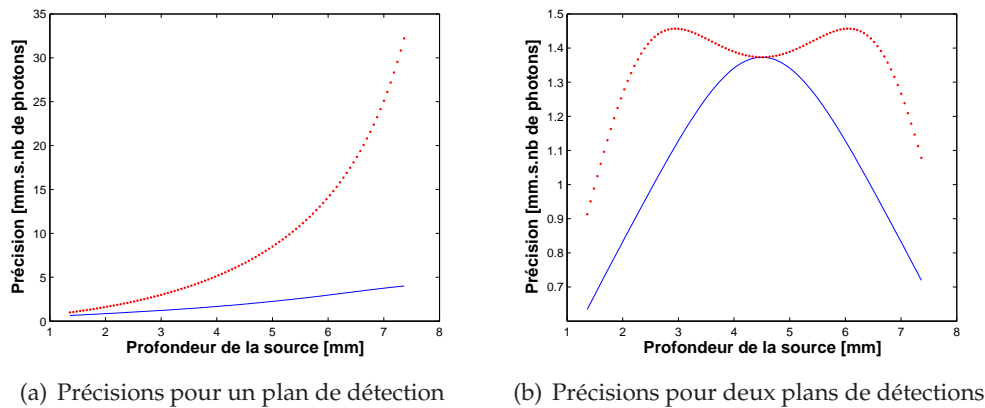 35
30
25
20
15
10
5
0
Précision [mm.s.nb de photons]
1 2 3 4 5 6 7 8
Profondeur de la source [mm]
(a) Précisions pour un plan de détection
1.5
1.4
1.3
1.2
1.1
1
0.9
0.8
0.7
Précision [mm.s.nb de photons]
1 2 3 4 5 6 7 8
Profondeur de la source [mm]
(b) Précisions pour deux plans de détections